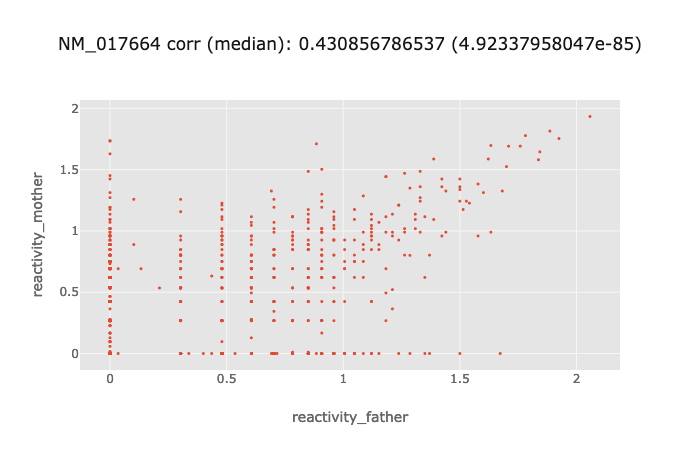 NM_017664 corr (median): 0.430856786537 (4.92337958047e-85)
2
1.5
1
0.5
0
reactivity_mother
0 0.5 1 1.5 2
reactivity_father